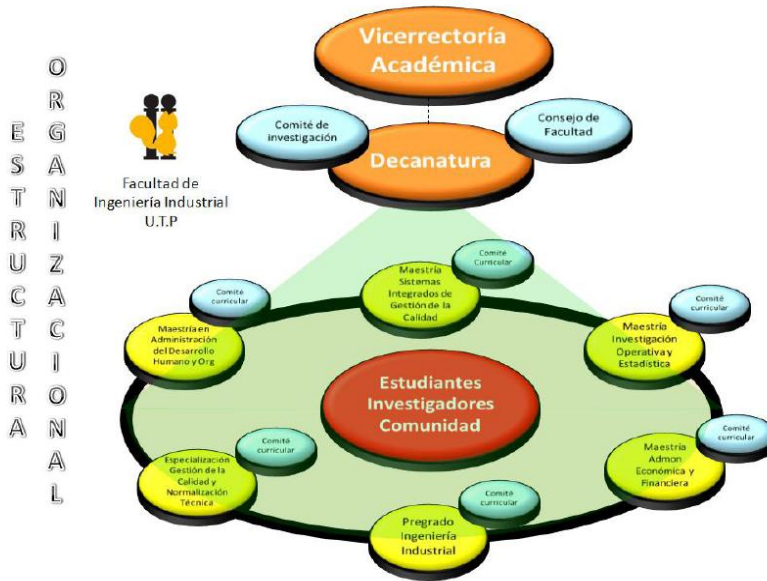 ESTRUCTURA
ORGANIZACIONAL
Facultad de
Ingeniería Industrial
U.T.P
Vicerrectoría
Académica
Comité de
investigación
Consejo de
Facultad
Decanatura
Comité
Curricular
Maestría
Sistemas
Integrados de
Gestión de la
Calidad
Comité
curricular
Maestría en
Administración
del Desarrollo
Humano y Org
Comité
curricular
Maestría
Investigación
Operativa y
Estadística
Estudiantes
Investigadores
Comunidad
Comité
curricular
Especialización
Gestión de la
Calidad y
Normalización
Técnica
Comité
curricular
Maestría
Admon
Económica y
Financiera
Comité
curricular
Pregrado
Ingeniería
Industrial